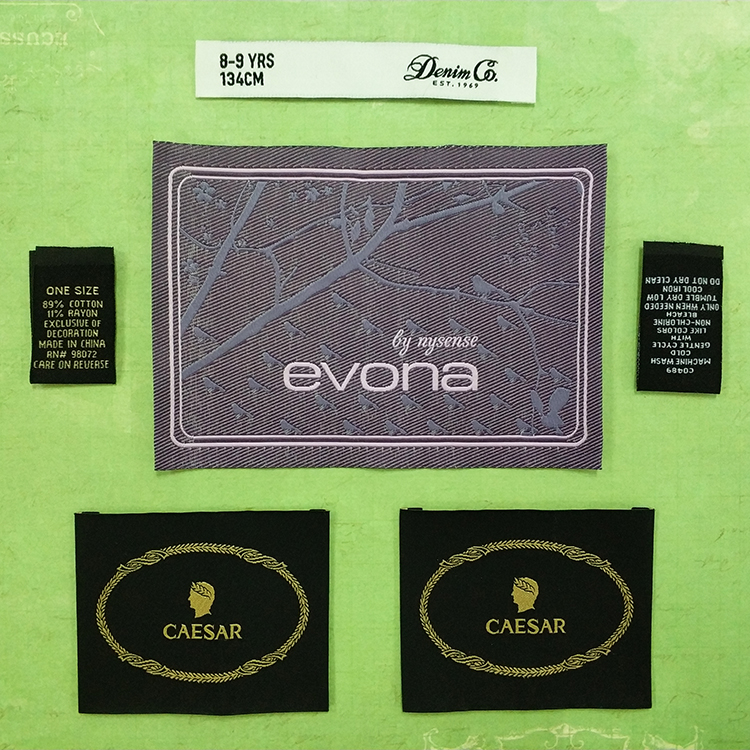 8-9 YRS
134CM
Denim Co.
EST. 1969
ONE SIZE
89% COTTON
11% RAYON
EXCLUSIVE OF
DECORATION
MADE IN CHINA
RN# 98072
CARE ON REVERSE
by nysense
evona
C0489
MACHINE WASH
COLD
GENTLE CYCLE
WITH
LIKE COLORS
NON-CHLORINE
BLEACH
ONLY WHEN NEEDED
TUMBLE DRY LOW
COOL IRON
DO NOT DRY CLEAN
CAESAR
CAESAR